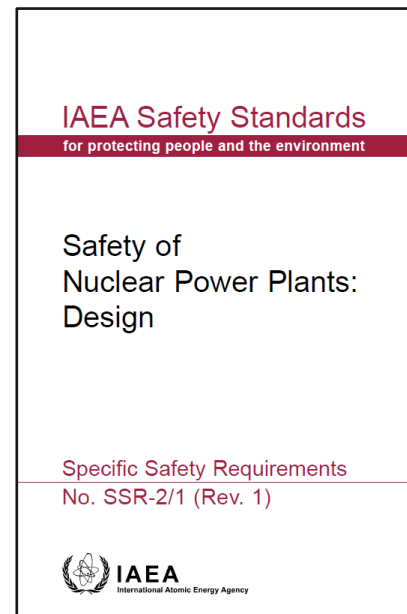 IAEA Safety Standards
for protecting people and the environment
Safety of
Nuclear Power Plants:
Design
Specific Safety Requirements
No. SSR-2/1 (Rev. 1)
IAEA
International Atomic Energy Agency